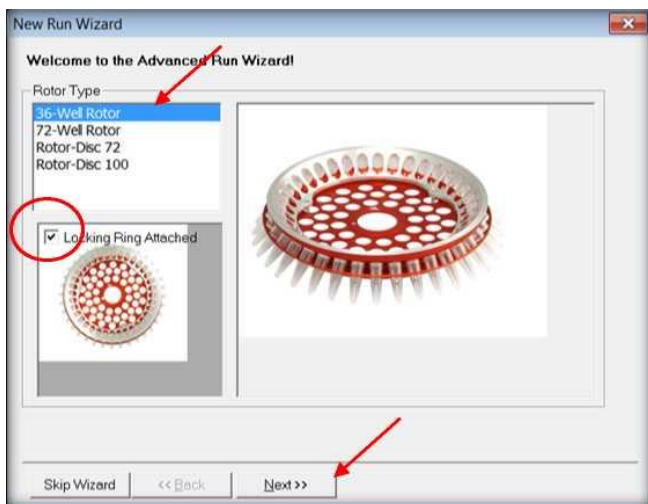 New Run Wizard
Welcome to the Advanced Run Wizard!
Rotor Type
36-Well Rotor
72-Well Rotor
Rotor-Disc 72
Rotor-Disc 100
Locking Ring Attached
Skip Wizard
<< Back
Next >>